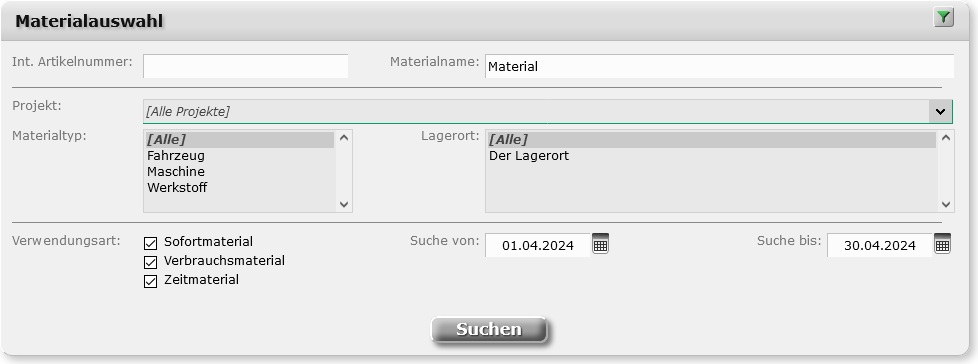 Materialauswahl
Int. Artikelnummer: Materialname: Material
Projekt: [Alle Projekte]
Materialtyp: [Alle] Lagerort: [Alle]
Fahrzeug Der Lagerort
Maschine
Werkstoff
Verwendungsart: Sofortmaterial Suche von: 01.04.2024 Suche bis: 30.04.2024
Verbrauchsmaterial
Zeitmaterial
Suchen